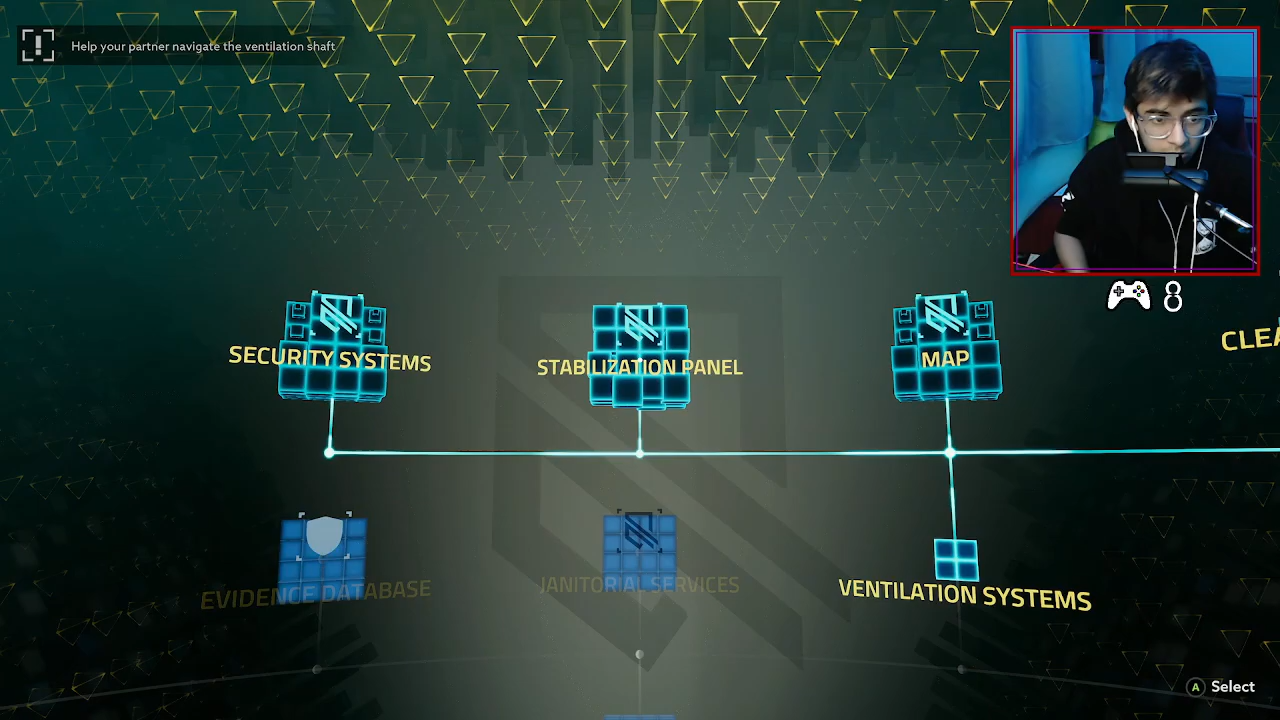 Help your partner navigate the ventilation shaft
8
CLEA
SECURITY SYSTEMS
STABILIZATION PANEL
MAP
EVIDENCE DATABASE
JANITORIAL SERVICES
VENTILATION SYSTEMS
A Select